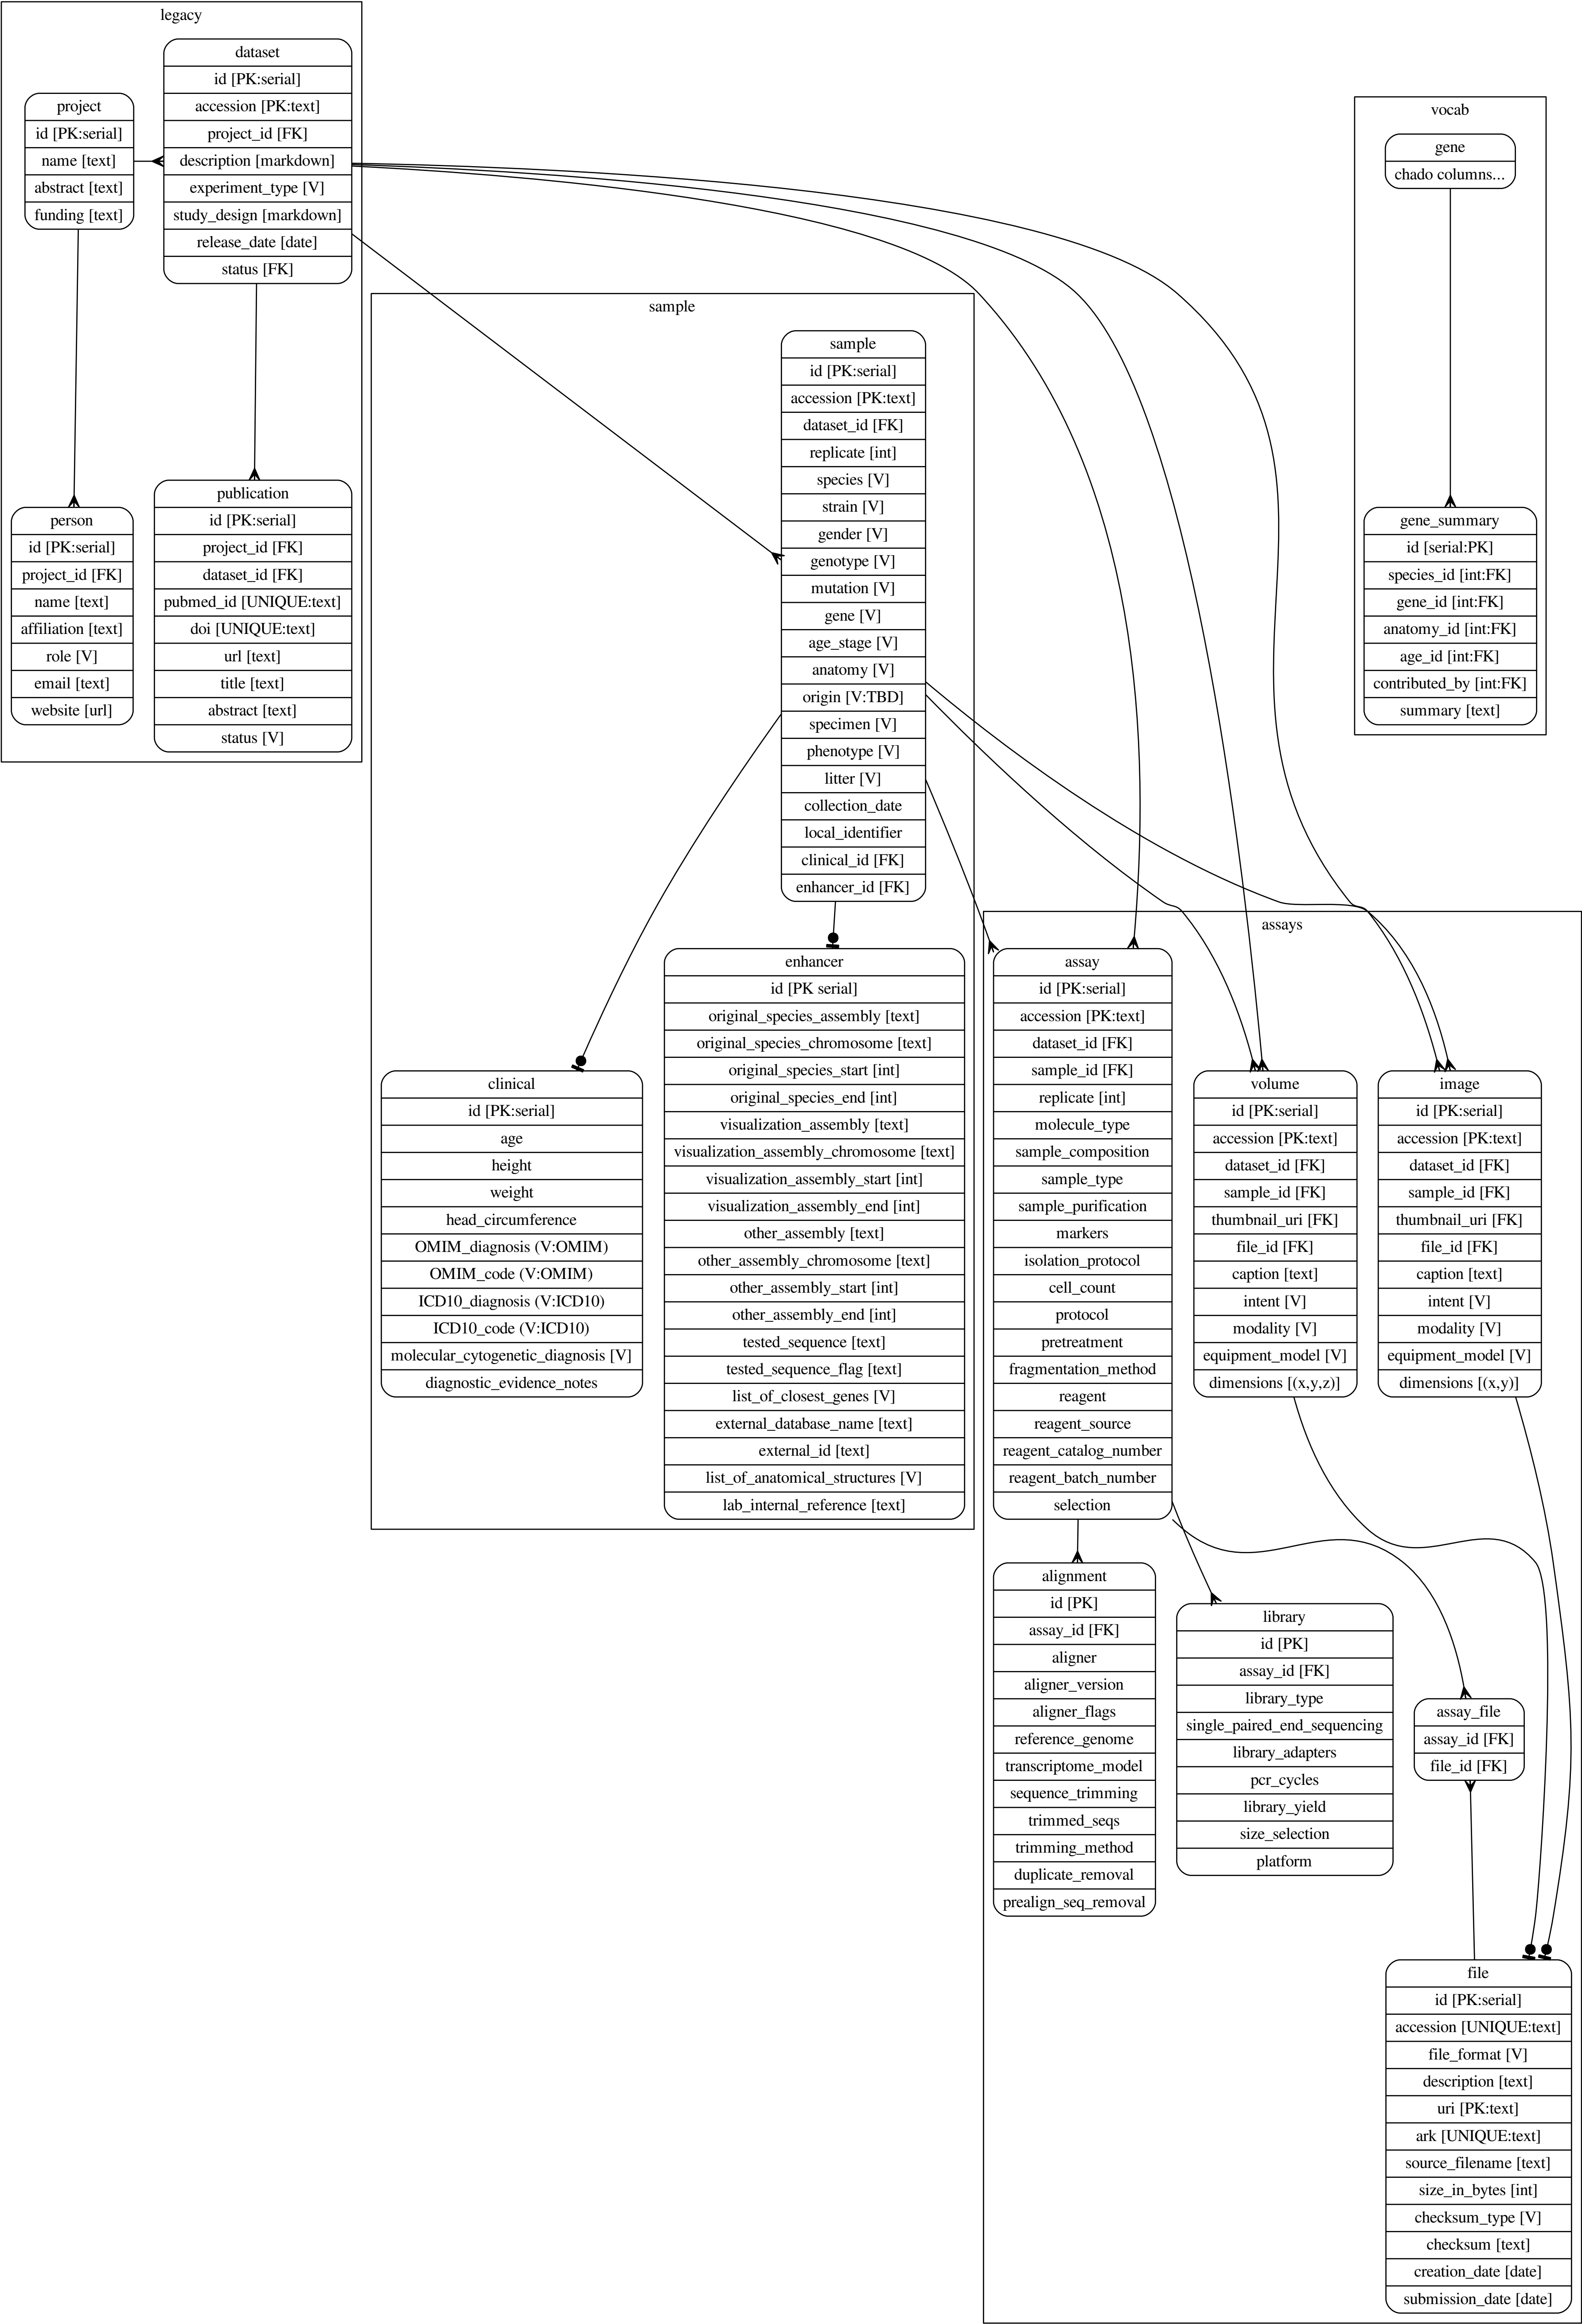 legacy
project
id [PK:serial]
name [text]
abstract [text]
funding [text]
dataset
id [PK:serial]
accession [PK:text]
project_id [FK]
description [markdown]
experiment_type [V]
study_design [markdown]
release_date [date]
status [FK]
person
id [PK:serial]
project_id [FK]
name [text]
affiliation [text]
role [V]
email [text]
website [url]
publication
id [PK:serial]
project_id [FK]
dataset_id [FK]
pubmed_id [UNIQUE:text]
doi [UNIQUE:text]
url [text]
title [text]
abstract [text]
status [V]
vocab
gene
chado columns...
gene_summary
id [serial:PK]
species_id [int:FK]
gene_id [int:FK]
anatomy_id [int:FK]
age_id [int:FK]
contributed_by [int:FK]
summary [text]
sample
sample
id [PK:serial]
accession [PK:text]
dataset_id [FK]
replicate [int]
species [V]
strain [V]
gender [V]
genotype [V]
mutation [V]
gene [V]
age_stage [V]
anatomy [V]
origin [V:TBD]
specimen [V]
phenotype [V]
litter [V]
collection_date
local_identifier
clinical_id [FK]
enhancer_id [FK]
clinical
id [PK:serial]
age
height
weight
head_circumference
OMIM_diagnosis (V:OMIM)
OMIM_code (V:OMIM)
ICD10_diagnosis (V:ICD10)
ICD10_code (V:ICD10)
molecular_cytogenetic_diagnosis [V]
diagnostic_evidence_notes
enhancer
id [PK serial]
original_species_assembly [text]
original_species_chromosome [text]
original_species_start [int]
original_species_end [int]
visualization_assembly [text]
visualization_assembly_chromosome [text]
visualization_assembly_start [int]
visualization_assembly_end [int]
other_assembly [text]
other_assembly_chromosome [text]
other_assembly_start [int]
other_assembly_end [int]
tested_sequence [text]
tested_sequence_flag [text]
list_of_closest_genes [V]
external_database_name [text]
external_id [text]
list_of_anatomical_structures [V]
lab_internal_reference [text]
assays
assay
id [PK:serial]
accession [PK:text]
dataset_id [FK]
sample_id [FK]
replicate [int]
molecule_type
sample_composition
sample_type
sample_purification
markers
isolation_protocol
cell_count
protocol
pretreatment
fragmentation_method
reagent
reagent_source
reagent_catalog_number
reagent_batch_number
selection
volume
id [PK:serial]
accession [PK:text]
dataset_id [FK]
sample_id [FK]
thumbnail_uri [FK]
file_id [FK]
caption [text]
intent [V]
modality [V]
equipment_model [V]
dimensions [(x,y,z)]
image
id [PK:serial]
accession [PK:text]
dataset_id [FK]
sample_id [FK]
thumbnail_uri [FK]
file_id [FK]
caption [text]
intent [V]
modality [V]
equipment_model [V]
dimensions [(x,y)]
alignment
id [PK]
assay_id [FK]
aligner
aligner_version
aligner_flags
reference_genome
transcriptome_model
sequence_trimming
trimmed_seqs
trimming_method
duplicate_removal
prealign_seq_removal
library
id [PK]
assay_id [FK]
library_type
single_paired_end_sequencing
library_adapters
pcr_cycles
library_yield
size_selection
platform
assay_file
assay_id [FK]
file_id [FK]
file
id [PK:serial]
accession [UNIQUE:text]
file_format [V]
description [text]
uri [PK:text]
ark [UNIQUE:text]
source_filename [text]
size_in_bytes [int]
checksum_type [V]
checksum [text]
creation_date [date]
submission_date [date]